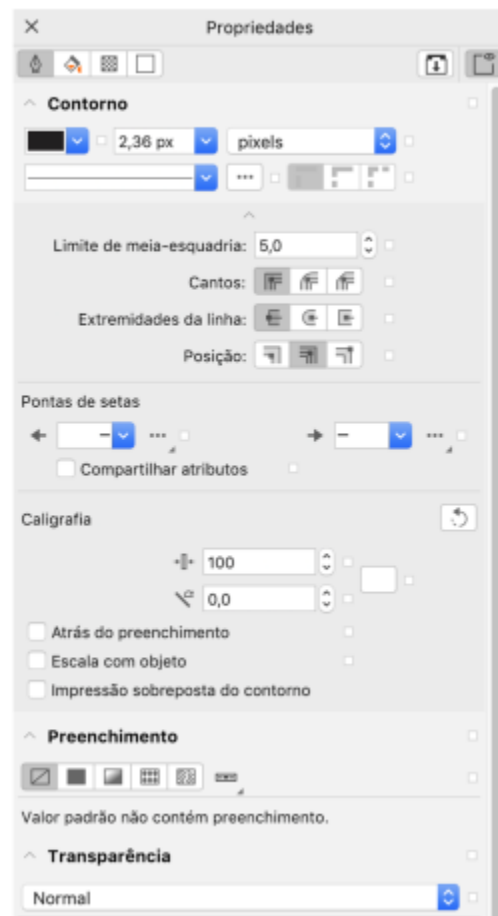 Propriedades
Contorno
2,36 px pixels
Limite de meia-esquadria: 5,0
Cantos:
Extremidades da linha:
Posição:
Pontas de setas
Compartilhar atributos
Caligrafia
100
0,0
Atrás do preenchimento
Escala com objeto
Impressão sobreposta do contorno
Preenchimento
Valor padrão não contém preenchimento.
Transparência
Normal